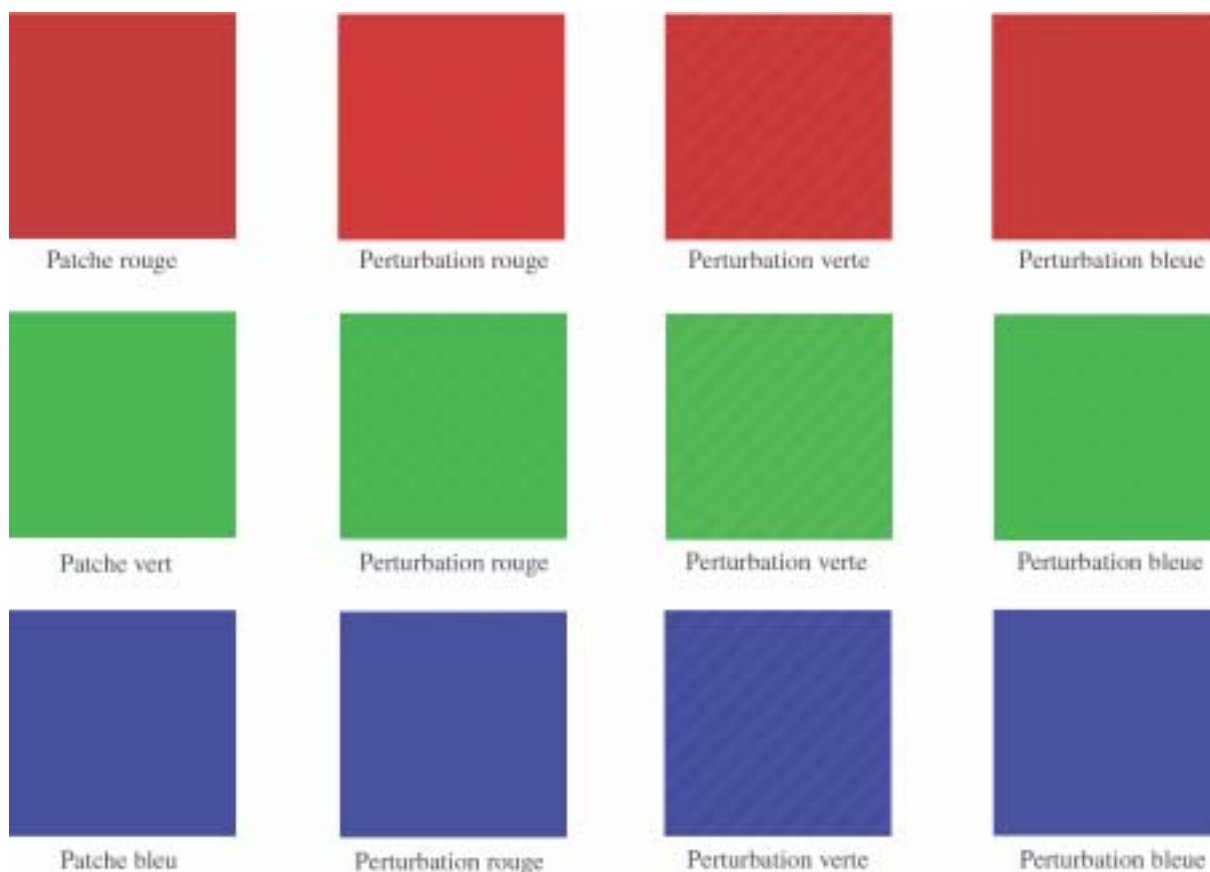 Patche rouge
Perturbation rouge
Perturbation verte
Perturbation bleue
Patche vert
Perturbation rouge
Perturbation verte
Perturbation bleue
Patche bleu
Perturbation rouge
Perturbation verte
Perturbation bleue